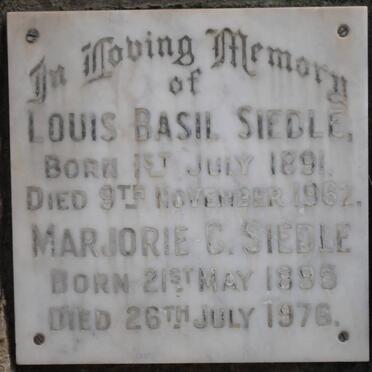 In Loving Memory
of
LOUIS BASIL SIEDLE.
BORN 1ST JULY 1891.
DIED 9TH NOVEMBER 1962.
MARJORIE C. SIEDLE
BORN 21ST MAY 1895
DIED 26TH JULY 1976.